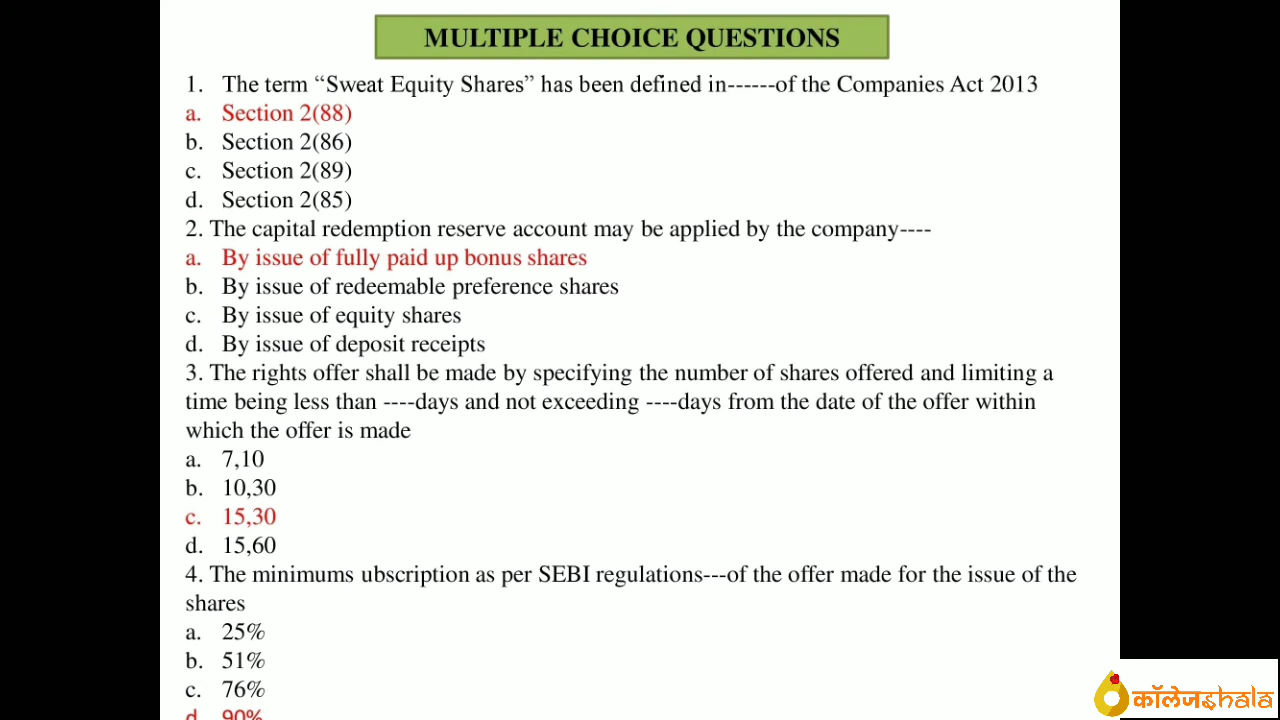 MULTIPLE CHOICE QUESTIONS
1. The term “Sweat Equity Shares” has been defined in------of the Companies Act 2013
a. Section 2(88)
b. Section 2(86)
c. Section 2(89)
d. Section 2(85)
2. The capital redemption reserve account may be applied by the company----
a. By issue of fully paid up bonus shares
b. By issue of redeemable preference shares
c. By issue of equity shares
d. By issue of deposit receipts
3. The rights offer shall be made by specifying the number of shares offered and limiting a
time being less than ----days and not exceeding ----days from the date of the offer within
which the offer is made
a. 7,10
b. 10,30
c. 15,30
d. 15,60
4. The minimums ubscription as per SEBI regulations---of the offer made for the issue of the
shares
a. 25%
b. 51%
c. 76%
d. 90%
कॉलेजshala